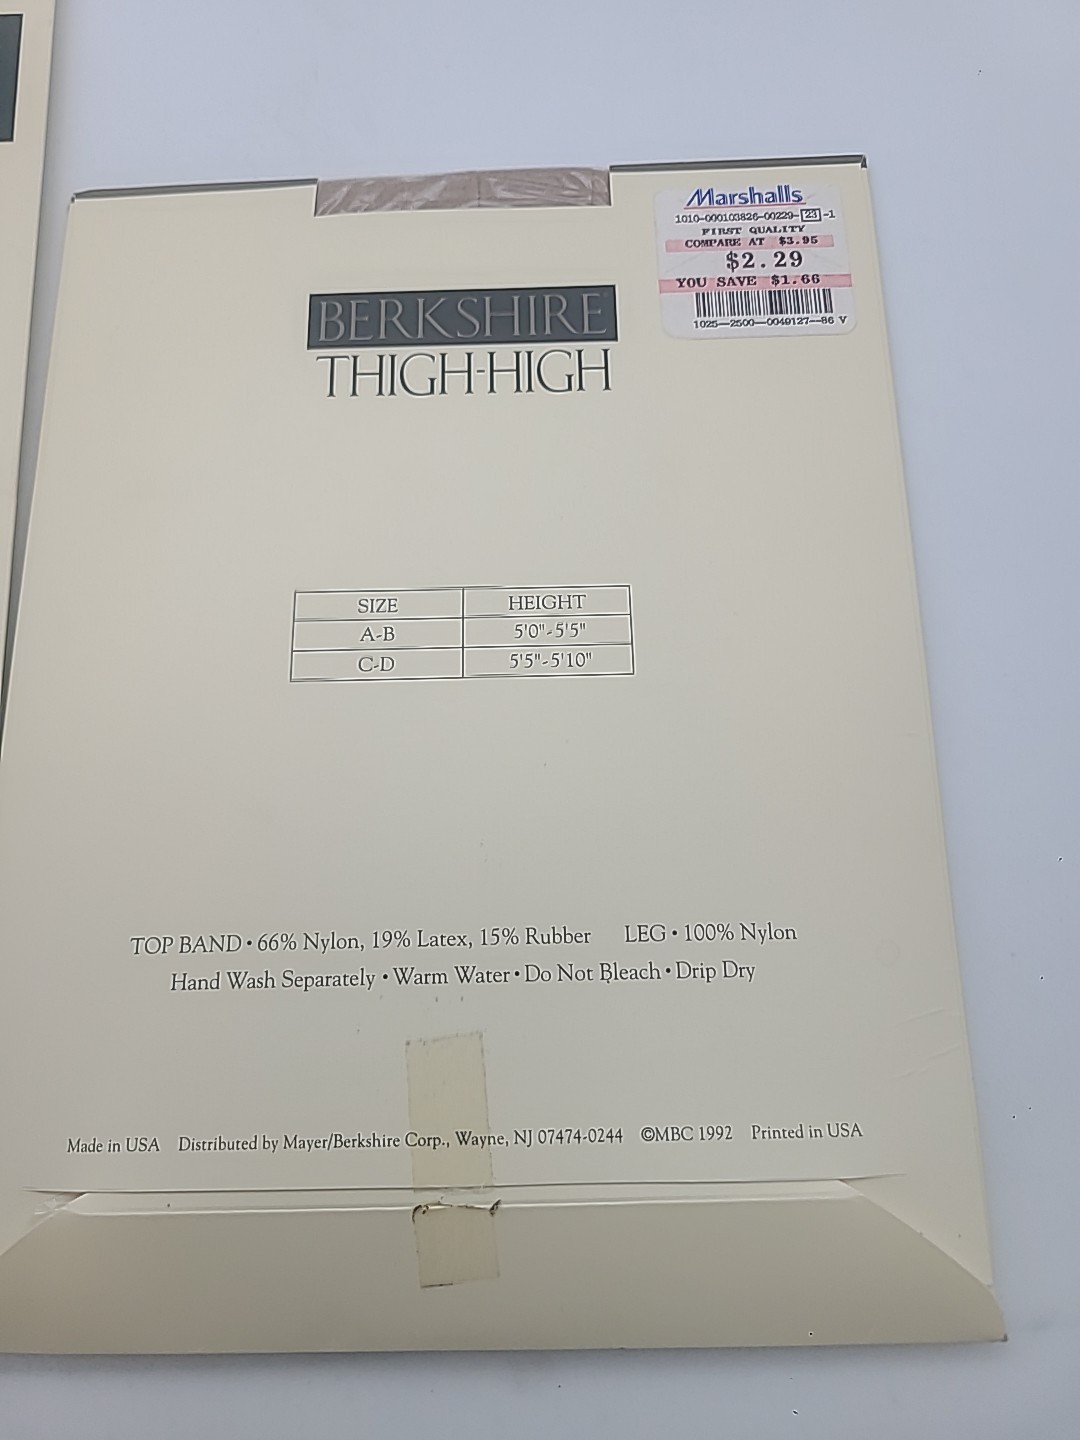 Marshalls
1010-000103826-00229-23-1
FIRST QUALITY
COMPARE AT $3.95
$2.29
YOU SAVE $1.66
1025-2500-0049127-86 V
BERKSHIRE
THIGH-HIGH
SIZE HEIGHT
A-B 5'0"-5'5"
C-D 5'5"-5'10"
TOP BAND • 66% Nylon, 19% Latex, 15% Rubber LEG • 100% Nylon
Hand Wash Separately • Warm Water • Do Not Bleach • Drip Dry
Made in USA Distributed by Mayer/Berkshire Corp., Wayne, NJ 07474-0244 ©MBC 1992 Printed in USA